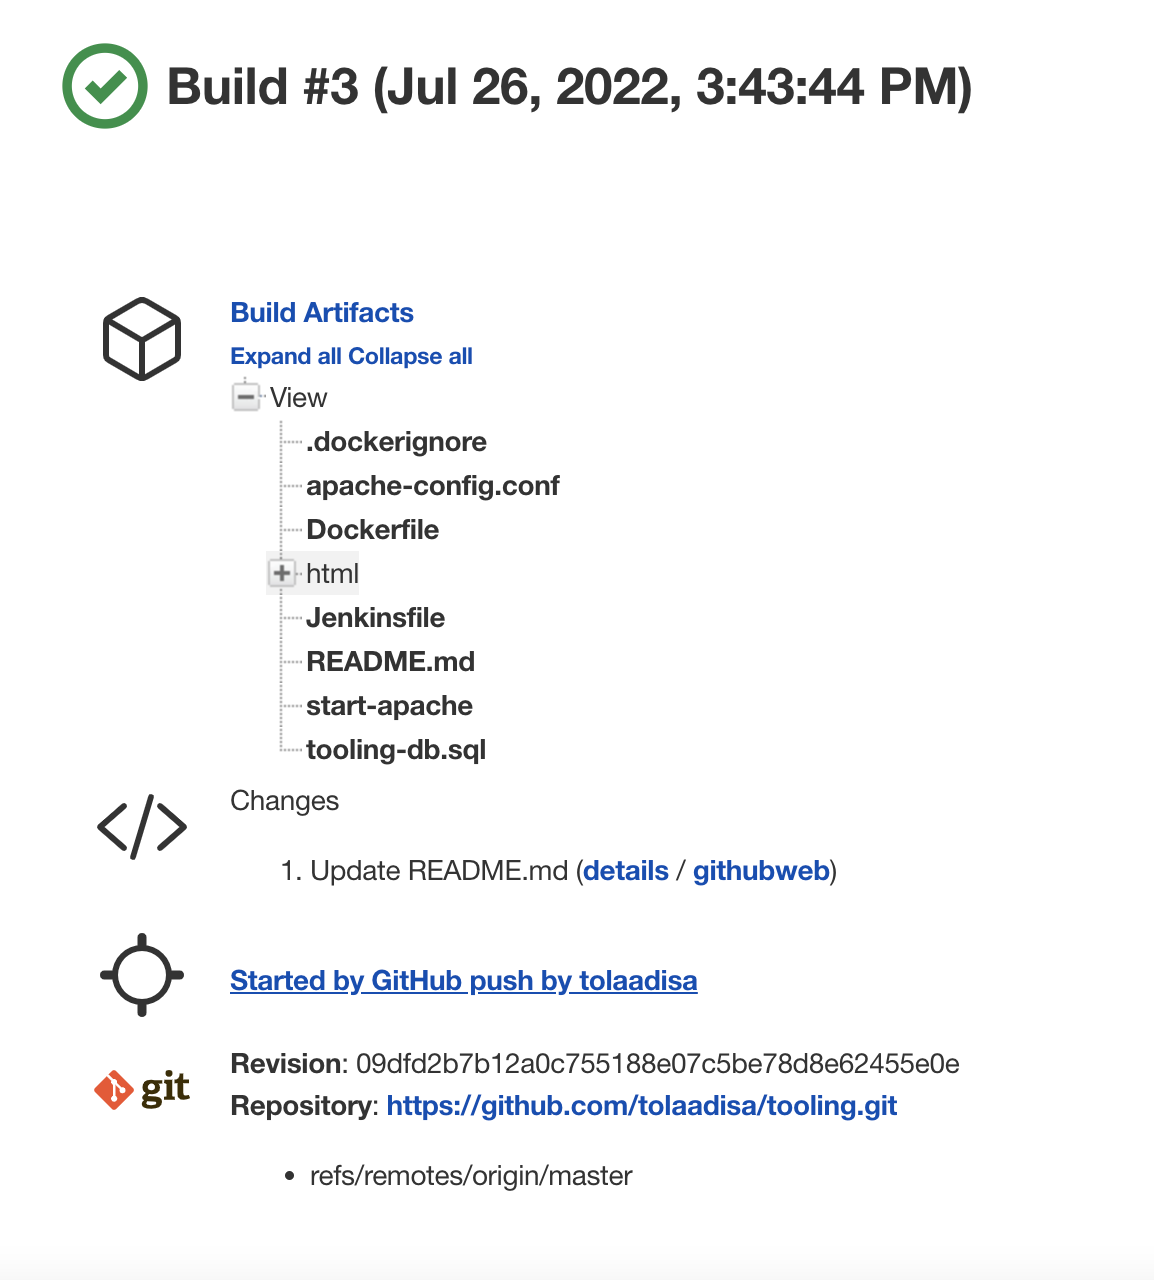 Build #3 (Jul 26, 2022, 3:43:44 PM)
Build Artifacts
Expand all Collapse all
View
.dockerignore
apache-config.conf
Dockerfile
html
Jenkinsfile
README.md
start-apache
tooling-db.sql
Changes
1. Update README.md (details / githubweb)
Started by GitHub push by tolaadisa
git
Revision: 09dfd2b7b12a0c755188e07c5be78d8e62455e0e
Repository: https://github.com/tolaadisa/tooling.git
• refs/remotes/origin/master